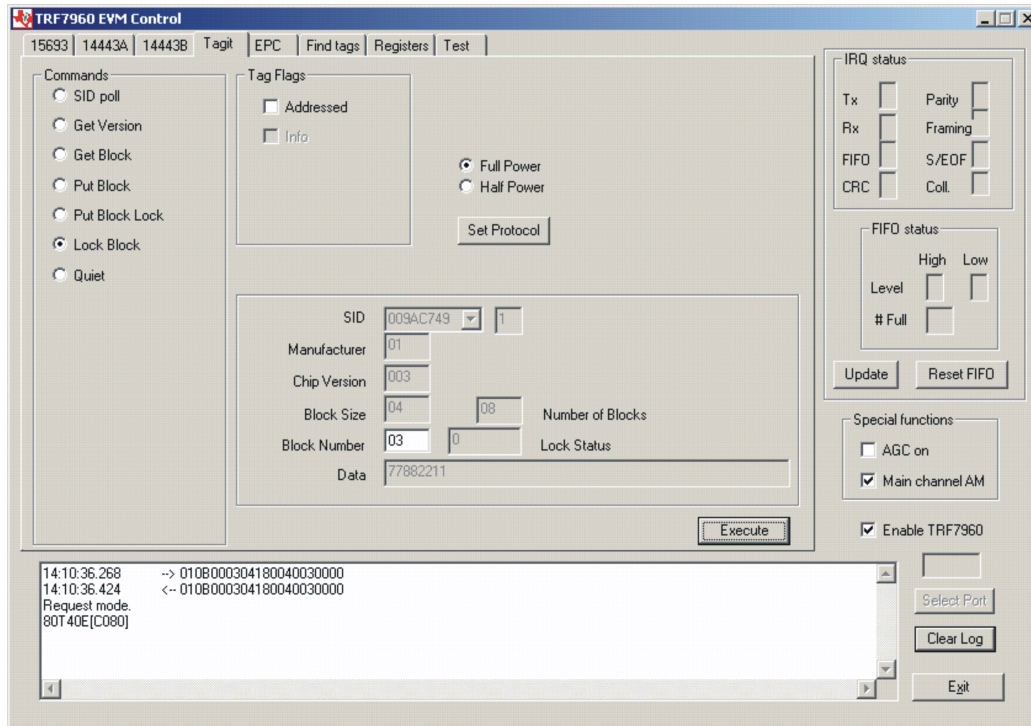 TRF7960 EVM Control
15693 14443A 14443B Tagit EPC Find tags Registers Test
Commands
SID poll
Get Version
Get Block
Put Block
Put Block Lock
Lock Block
Quiet
Tag Flags
Addressed
Info
Full Power
Half Power
Set Protocol
SID 009AC749 1
Manufacturer 01
Chip Version 003
Block Size 04 08 Number of Blocks
Block Number 03 0 Lock Status
Data 77882211
Execute
IRQ status
Tx Parity
Rx Framing
FIFO S/EOF
CRC Coll.
FIFO status
High Low
Level
# Full
Update Reset FIFO
Special functions
AGC on
Main channel AM
Enable TRF7960
Select Port
Clear Log
Exit
14:10:36.268 --> 010B000304180040030000
14:10:36.424 <-- 010B000304180040030000
Request mode.
80T40E[C080]